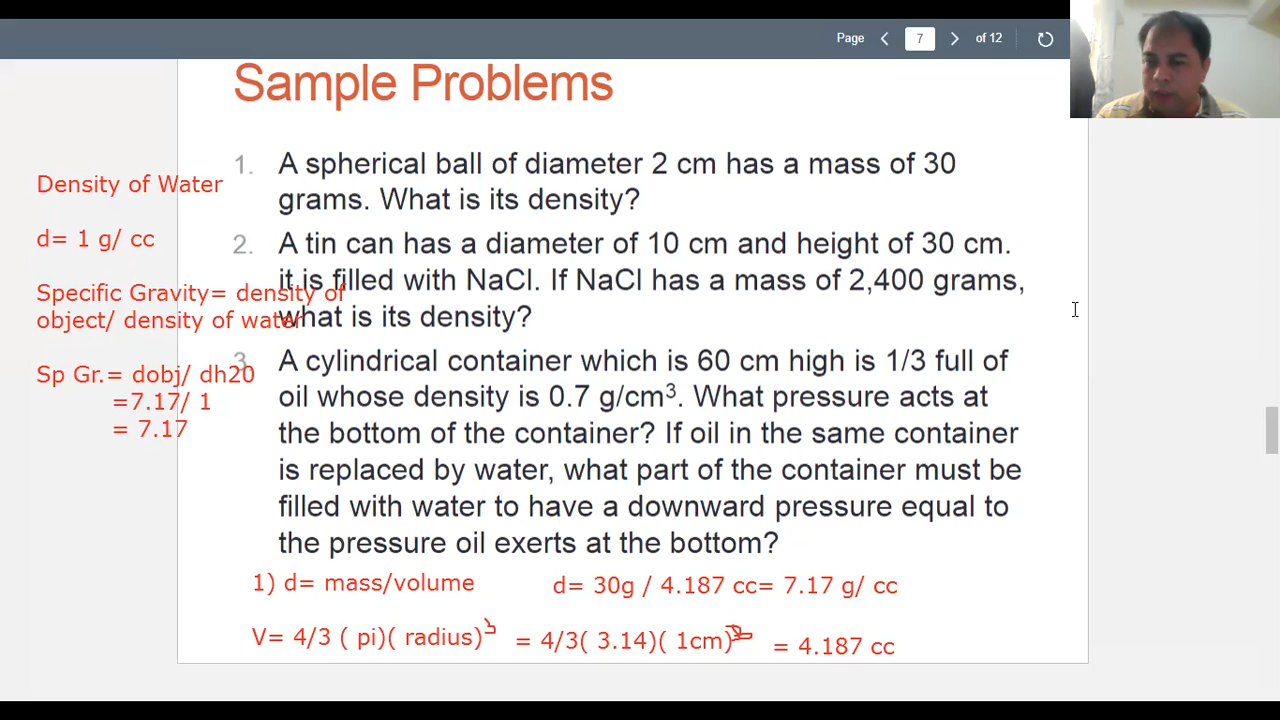 Page 7 of 12
Sample Problems
1. A spherical ball of diameter 2 cm has a mass of 30
grams. What is its density?
2. A tin can has a diameter of 10 cm and height of 30 cm.
it is filled with NaCl. If NaCl has a mass of 2,400 grams,
what is its density?
3. A cylindrical container which is 60 cm high is 1/3 full of
oil whose density is 0.7 g/cm³. What pressure acts at
the bottom of the container? If oil in the same container
is replaced by water, what part of the container must be
filled with water to have a downward pressure equal to
the pressure oil exerts at the bottom?
Density of Water
d= 1 g/ cc
Specific Gravity= density of
object/ density of water
Sp Gr.= dobj/ dh20
=7.17/ 1
= 7.17
1) d= mass/volume
d= 30g / 4.187 cc= 7.17 g/ cc
V= 4/3 ( pi)( radius) = 4/3( 3.14)( 1cm) = 4.187 cc